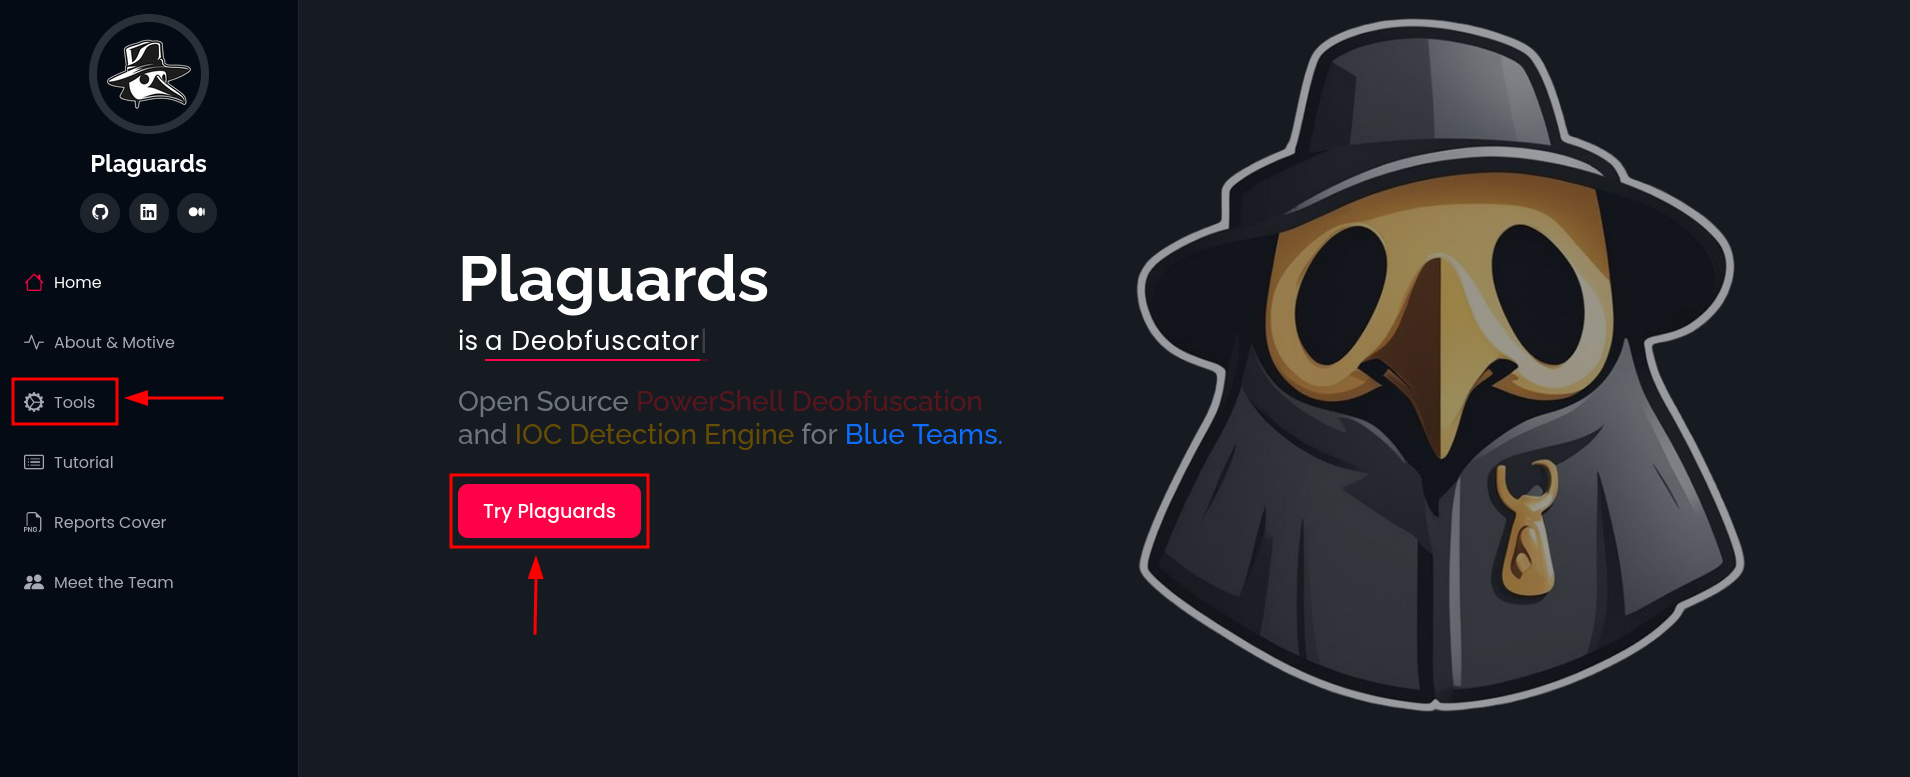 Plaguards
Home
About & Motive
Tools
Tutorial
PNG
Reports Cover
Meet the Team
Plaguards
is a Deobfuscator
Open Source PowerShell Deobfuscation
and IOC Detection Engine for Blue Teams.
Try Plaguards